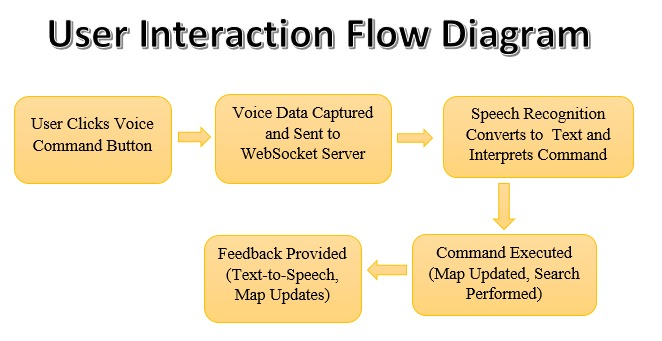 User Interaction Flow Diagram
User Clicks Voice
Command Button
Voice Data Captured
and Sent to
WebSocket Server
Speech Recognition
Converts to Text and
Interprets Command
Command Executed
(Map Updated, Search
Performed)
Feedback Provided
(Text-to-Speech,
Map Updates)